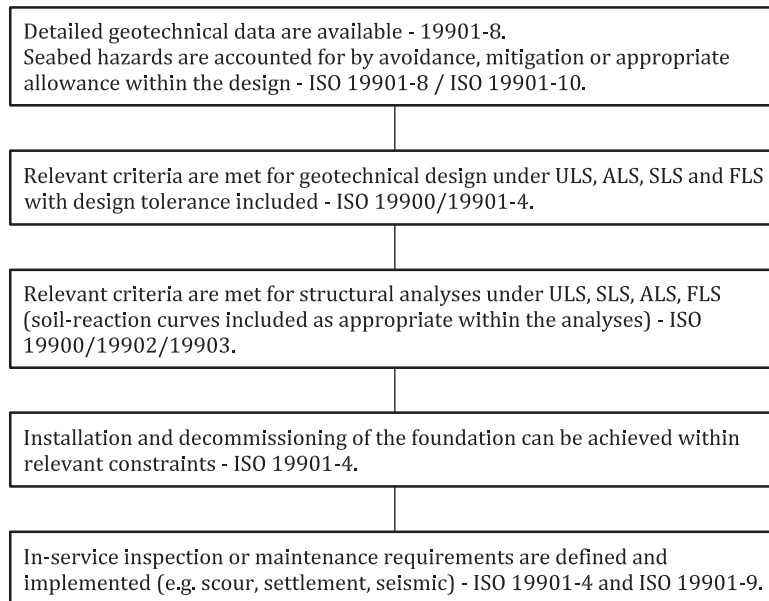 Detailed geotechnical data are available - 19901-8.
Seabed hazards are accounted for by avoidance, mitigation or appropriate
allowance within the design - ISO 19901-8 / ISO 19901-10.
Relevant criteria are met for geotechnical design under ULS, ALS, SLS and FLS
with design tolerance included - ISO 19900/19901-4.
Relevant criteria are met for structural analyses under ULS, SLS, ALS, FLS
(soil-reaction curves included as appropriate within the analyses) - ISO
19900/19902/19903.
Installation and decommissioning of the foundation can be achieved within
relevant constraints - ISO 19901-4.
In-service inspection or maintenance requirements are defined and
implemented (e.g. scour, settlement, seismic) - ISO 19901-4 and ISO 19901-9.